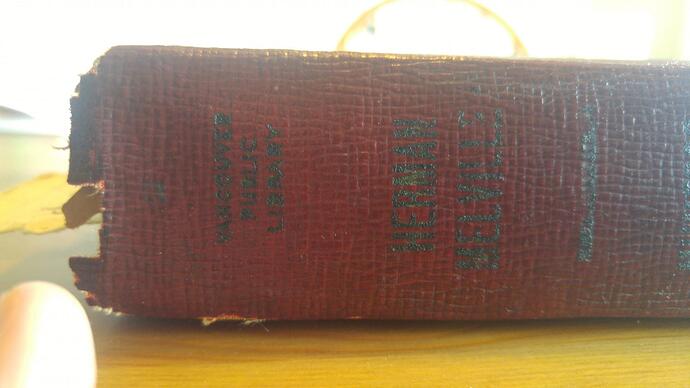 HERMAN
MELVILLE
VANCOUVER
PUBLIC
LIBRARY